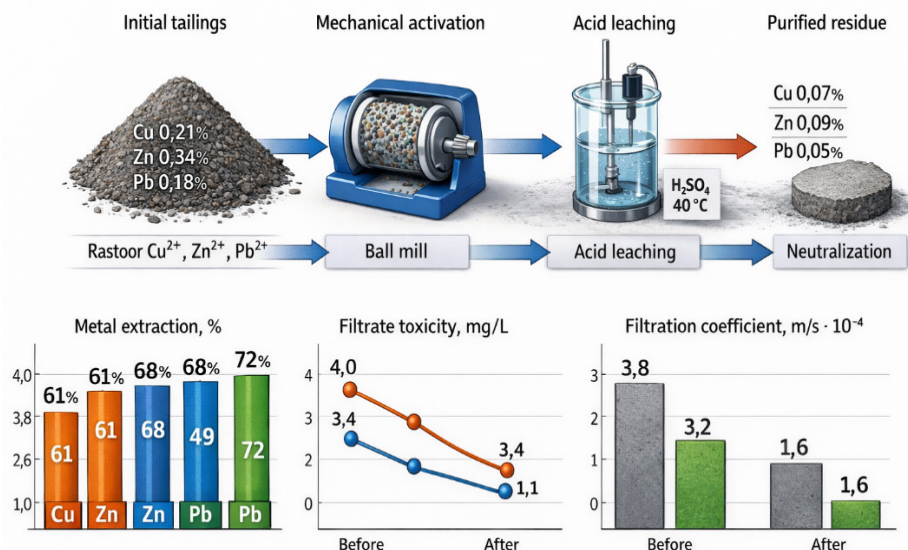 Initial tailings
Mechanical activation
Acid leaching
Purified residue
Cu 0,21%
Zn 0,34%
Pb 0,18%
H₂SO₄
40 °C
Cu 0,07%
Zn 0,09%
Pb 0,05%
Rastoor Cu²⁺, Zn²⁺, Pb²⁺
Ball mill
Acid leaching
Neutralization
Metal extraction, %
4,0
3,8
2,6
1,0
61%
61%
68%
68%
72%
61
61
68
49
72
Cu
Zn
Zn
Pb
Pb
Filtrate toxicity, mg/L
4
3
2
0
4,0
3,4
3,4
1,1
Before
After
Filtration coefficient, m/s · 10⁻⁴
3
2
1
0
3,8
3,2
1,6
1,6
Before
After